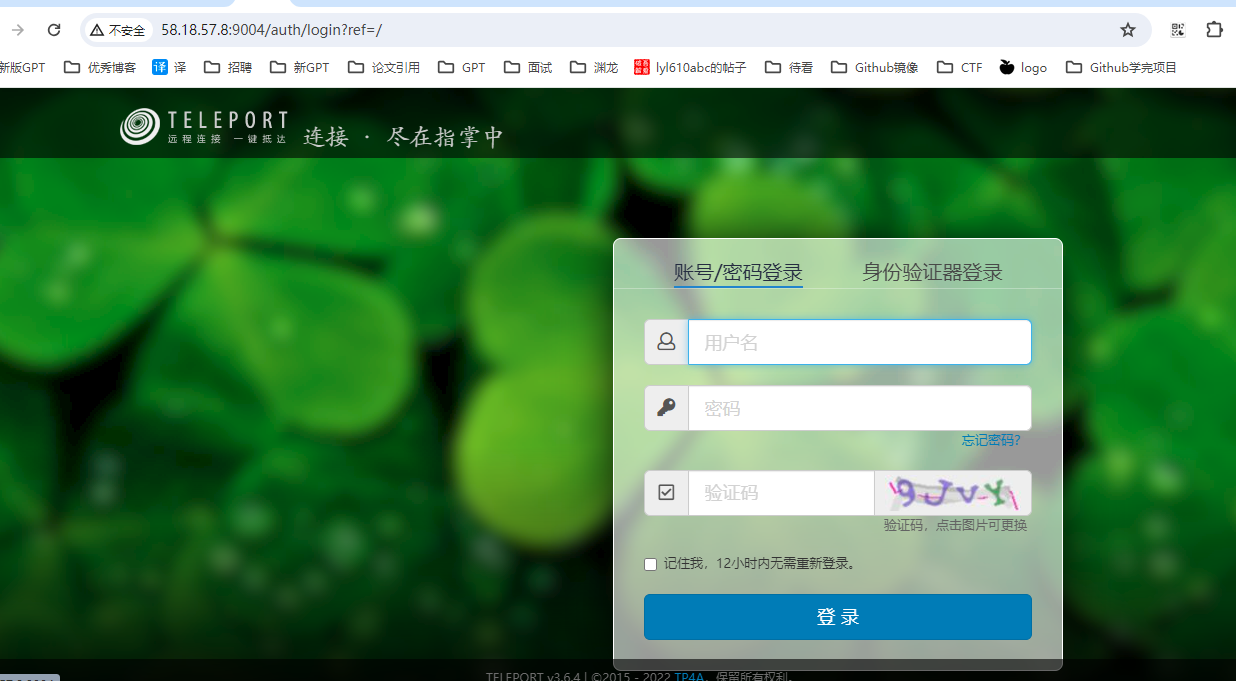 不安全 58.18.57.8:9004/auth/login?ref=/
新版GPT 优秀博客 译 译 招聘 新GPT 论文引用 GPT 面试 渊龙 lyl610abc的帖子 待看 Github镜像 CTF logo Github学完项目
TELEPORT
远程连接 一键抵达
连接 · 尽在指掌中
账号/密码登录 身份验证器登录
用户名
密码
忘记密码?
验证码 9JvY
验证码，点击图片可更换
记住我，12小时内无需重新登录。
登 录
TELEPORT v3.6.4 | ©2015 - 2022 TP4A，保留所有权利。